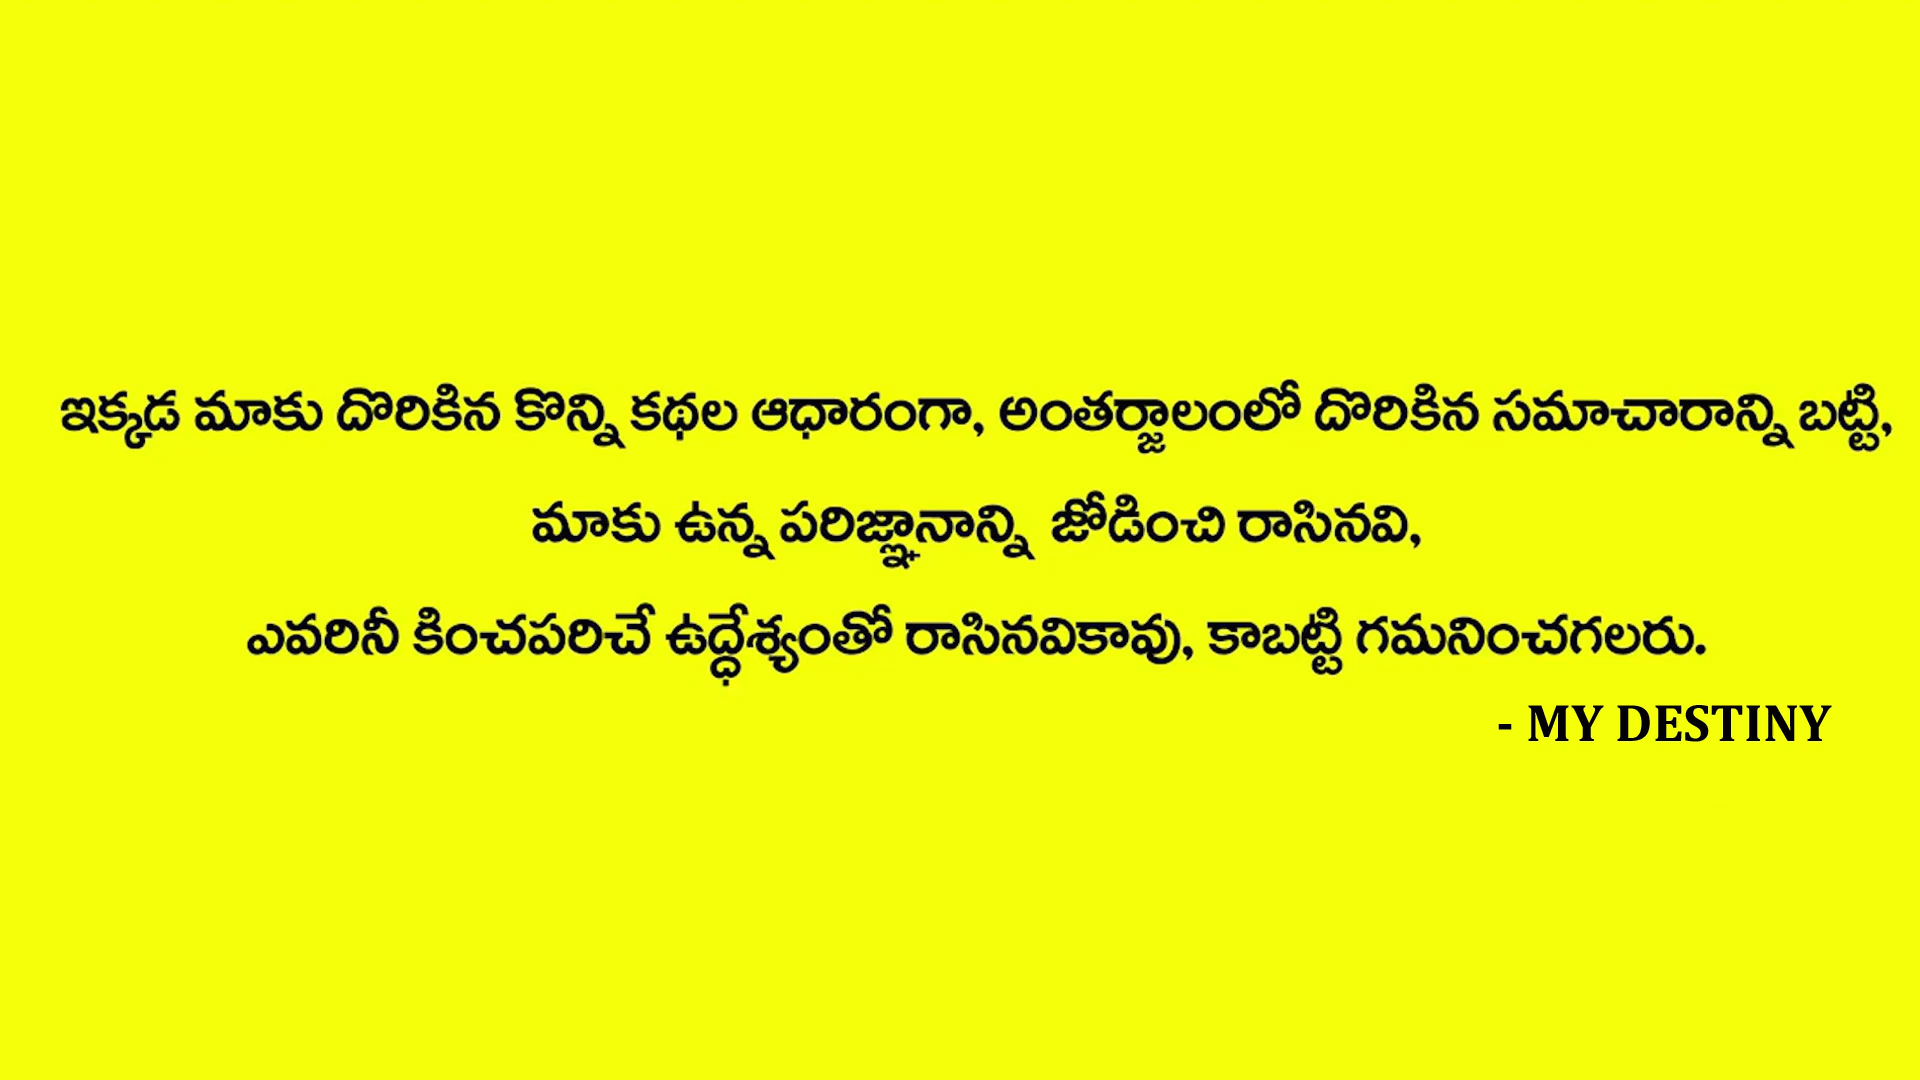 ఇక్కడ మాకు దొరికిన కొన్ని కథల ఆధారంగా, అంతర్జాలంలో దొరికిన సమాచారాన్ని బట్టి,
మాకు ఉన్న పరిజ్ఞానాన్ని జోడించి రాసినవి,
ఎవరినీ కించపరిచే ఉద్ధేశ్యంతో రాసినవికావు, కాబట్టి గమనించగలరు.
- MY DESTINY